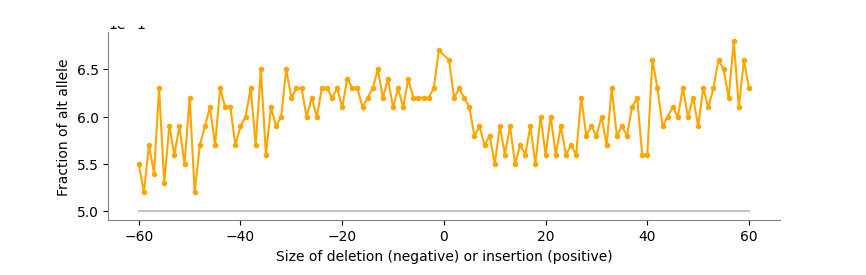 6.5
6.0
5.5
5.0
Fraction of alt allele
−60 −40 −20 0 20 40 60
Size of deletion (negative) or insertion (positive)